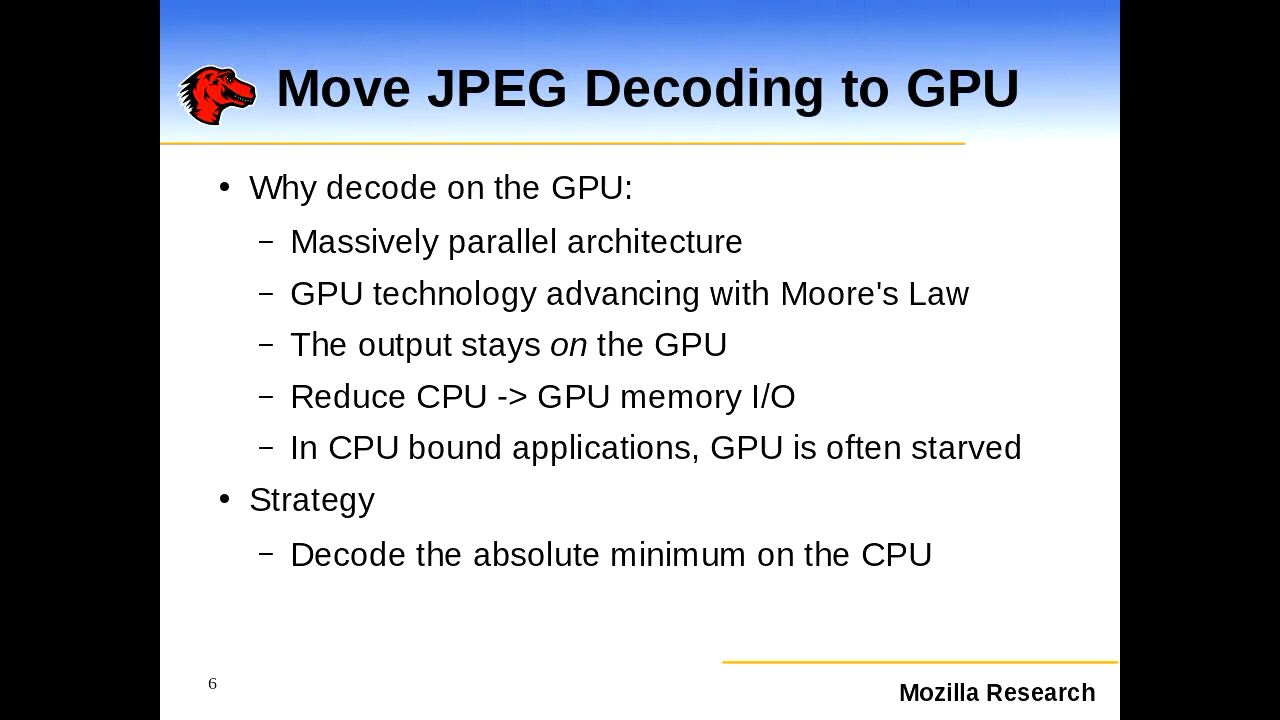 Move JPEG Decoding to GPU
• Why decode on the GPU:
– Massively parallel architecture
– GPU technology advancing with Moore's Law
– The output stays on the GPU
– Reduce CPU -> GPU memory I/O
– In CPU bound applications, GPU is often starved
• Strategy
– Decode the absolute minimum on the CPU
6
Mozilla Research